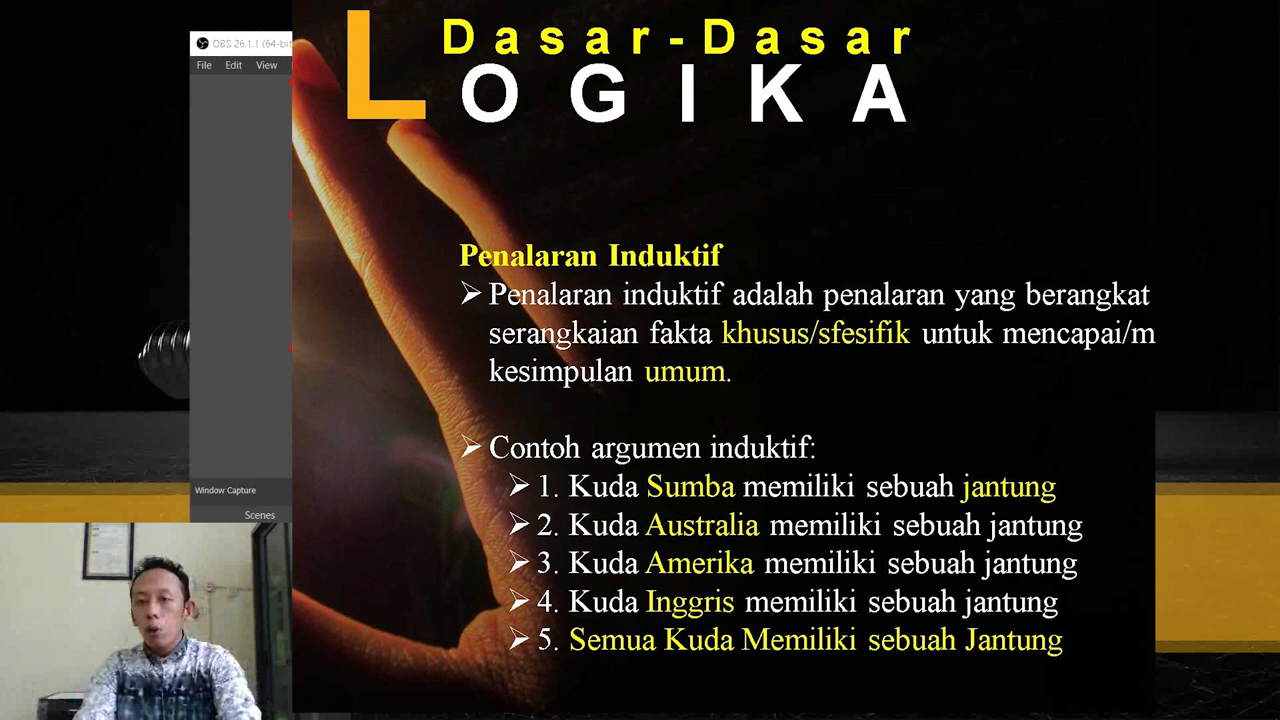 Dasar-Dasar
LOGIKA
OBS 26.1.1 (64-bit
File Edit View
Penalaran Induktif
Penalaran induktif adalah penalaran yang berangkat
serangkaian fakta khusus/sfesifik untuk mencapai/m
kesimpulan umum.
Contoh argumen induktif:
1. Kuda Sumba memiliki sebuah jantung
2. Kuda Australia memiliki sebuah jantung
3. Kuda Amerika memiliki sebuah jantung
4. Kuda Inggris memiliki sebuah jantung
5. Semua Kuda Memiliki sebuah Jantung
Window Capture
Scenes